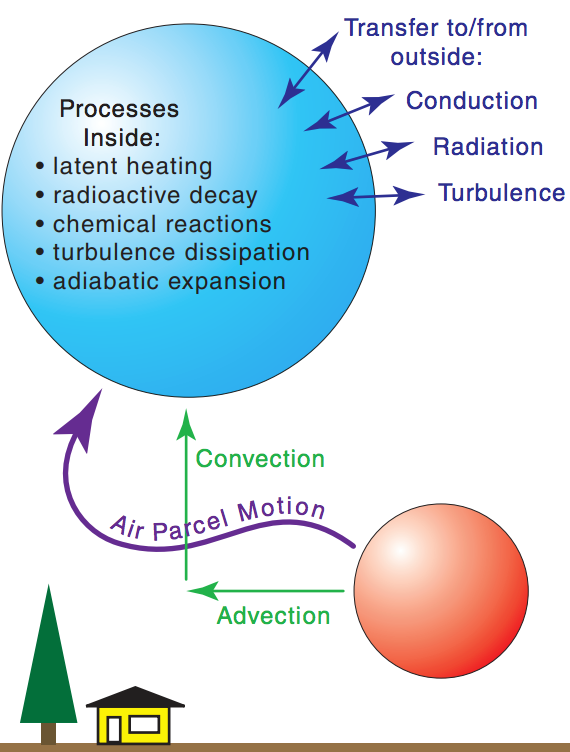 Transfer to/from
outside:
Conduction
Radiation
Turbulence
Processes
Inside:
• latent heating
• radioactive decay
• chemical reactions
• turbulence dissipation
• adiabatic expansion
Convection
Air Parcel Motion
Advection